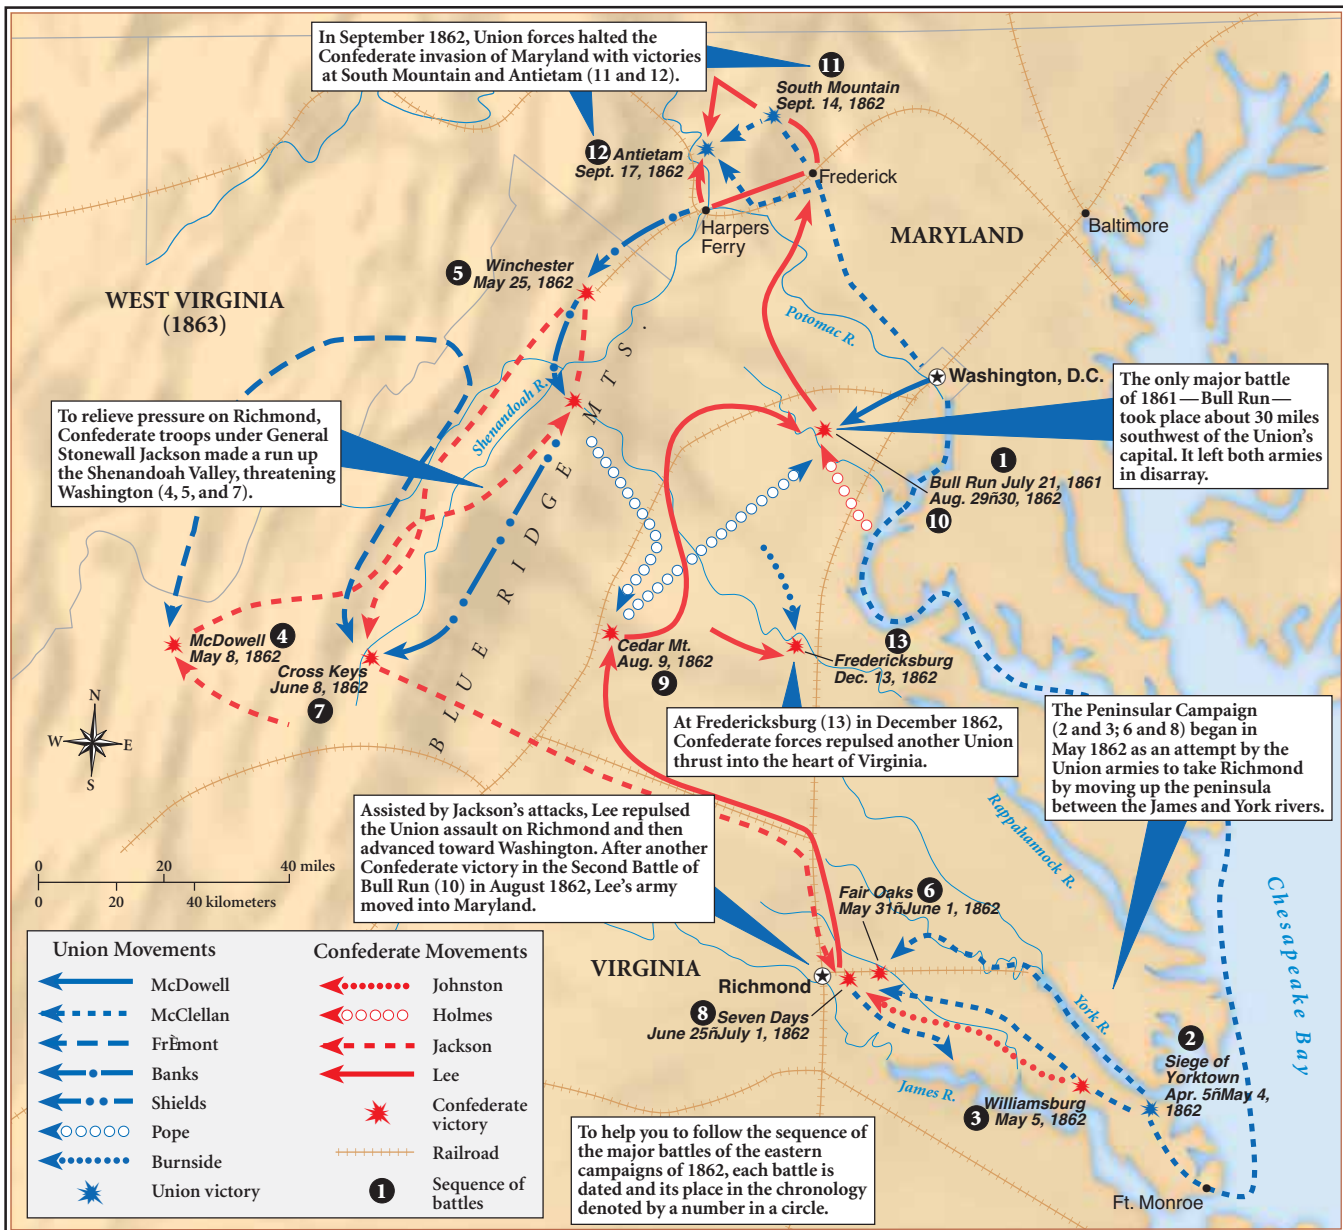 In September 1862, Union forces halted the
Confederate invasion of Maryland with victories
at South Mountain and Antietam (11 and 12).
11
South Mountain
Sept. 14, 1862
12 Antietam
Sept. 17, 1862
Frederick
Harpers
Ferry
MARYLAND
Baltimore
5 Winchester
May 25, 1862
WEST VIRGINIA
(1863)
Potomac R.
Washington, D.C.
Shenandoah R.
BLUE RIDGE MTS.
To relieve pressure on Richmond,
Confederate troops under General
Stonewall Jackson made a run up
the Shenandoah Valley, threatening
Washington (4, 5, and 7).
The only major battle
of 1861—Bull Run—
took place about 30 miles
southwest of the Union's
capital. It left both armies
in disarray.
1
Bull Run July 21, 1861
Aug. 29ñ30, 1862
10
McDowell 4
May 8, 1862
Cross Keys
June 8, 1862
7
Cedar Mt.
Aug. 9, 1862
9
13
Fredericksburg
Dec. 13, 1862
N
W E
S
At Fredericksburg (13) in December 1862,
Confederate forces repulsed another Union
thrust into the heart of Virginia.
The Peninsular Campaign
(2 and 3; 6 and 8) began in
May 1862 as an attempt by the
Union armies to take Richmond
by moving up the peninsula
between the James and York rivers.
Assisted by Jackson's attacks, Lee repulsed
the Union assault on Richmond and then
advanced toward Washington. After another
Confederate victory in the Second Battle of
Bull Run (10) in August 1862, Lee's army
moved into Maryland.
Rappahannock R.
0 20 40 miles
0 20 40 kilometers
Fair Oaks 6
May 31ñJune 1, 1862
Chesapeake Bay
VIRGINIA
Richmond
8 Seven Days
June 25ñJuly 1, 1862
York R.
James R.
2
Siege of
Yorktown
Apr. 5ñMay 4,
1862
3 Williamsburg
May 5, 1862
Ft. Monroe
Union Movements
McDowell
McClellan
Frémont
Banks
Shields
Pope
Burnside
Union victory
Confederate Movements
Johnston
Holmes
Jackson
Lee
Confederate
victory
Railroad
1 Sequence of
battles
To help you to follow the sequence of
the major battles of the eastern
campaigns of 1862, each battle is
dated and its place in the chronology
denoted by a number in a circle.